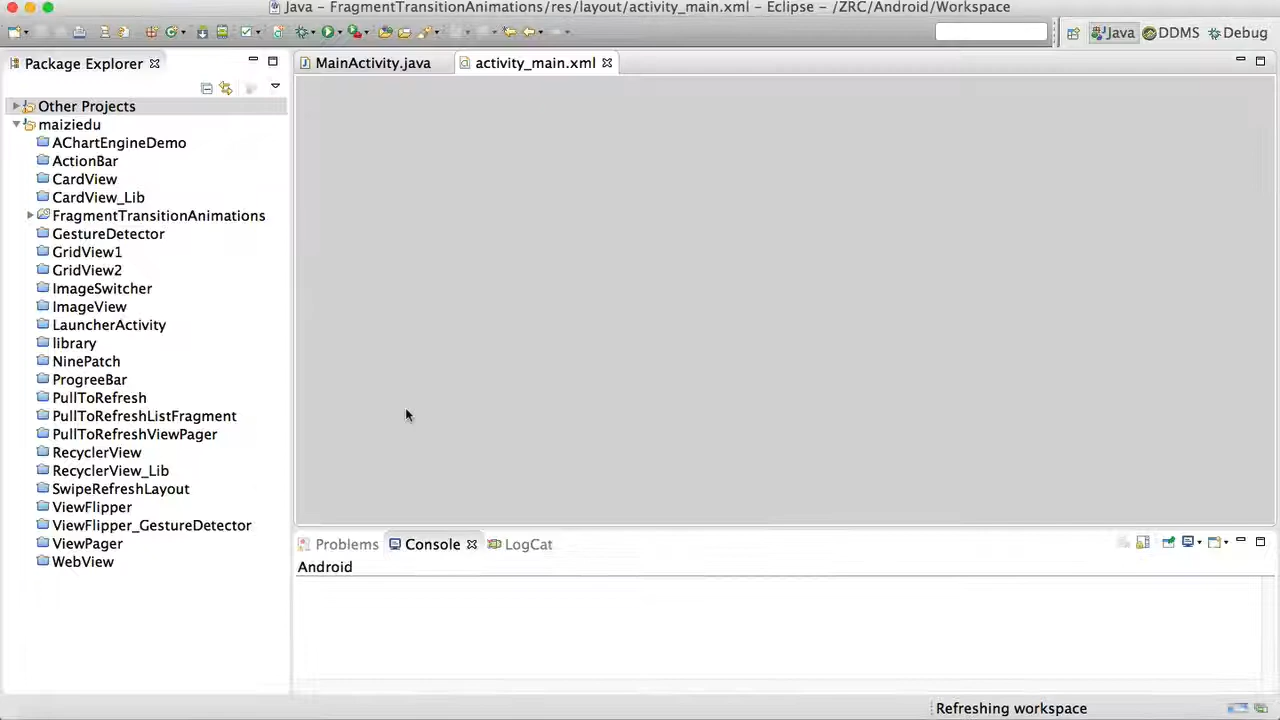 Java – FragmentTransitionAnimations/res/layout/activity_main.xml – Eclipse – /ZRC/Android/Workspace
Java
DDMS
Debug
Package Explorer
MainActivity.java
activity_main.xml
Other Projects
maiziedu
AChartEngineDemo
ActionBar
CardView
CardView_Lib
FragmentTransitionAnimations
GestureDetector
GridView1
GridView2
ImageSwitcher
ImageView
LauncherActivity
library
NinePatch
ProgreeBar
PullToRefresh
PullToRefreshListFragment
PullToRefreshViewPager
RecyclerView
RecyclerView_Lib
SwipeRefreshLayout
ViewFlipper
ViewFlipper_GestureDetector
ViewPager
WebView
Problems
Console
LogCat
Android
Refreshing workspace